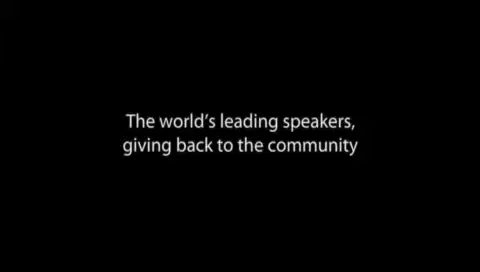 The world’s leading speakers,
giving back to the community